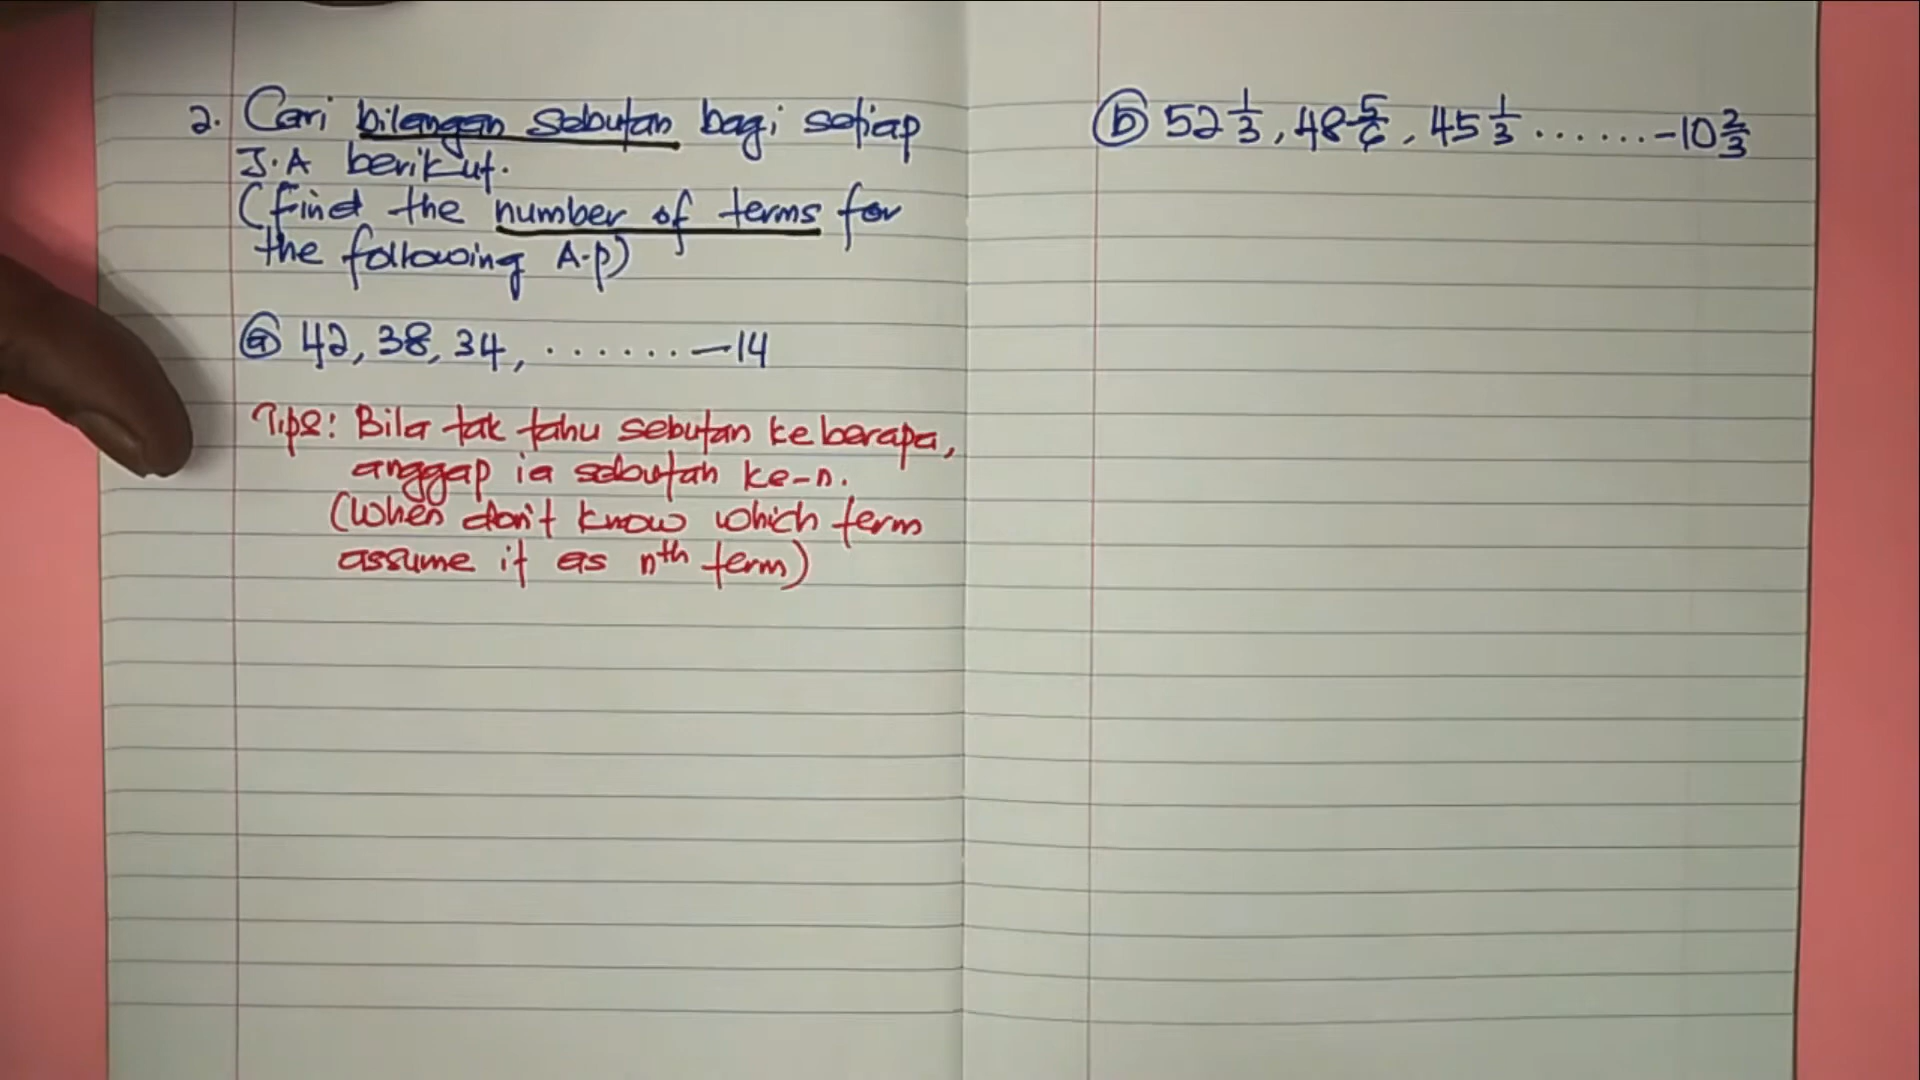 2. Cari bilangan sebutan bagi setiap
J.A berikut.
(Find the number of terms for
the following A.p)
ⓐ 42, 38, 34, ....... -14
Tips: Bila tak tahu sebutan ke berapa,
anggap ia sebutan ke-n.
(When don't know which term
assume it as nth term)
ⓑ 52 1/3, 48 5/6, 45 1/3 ....... -10 2/3